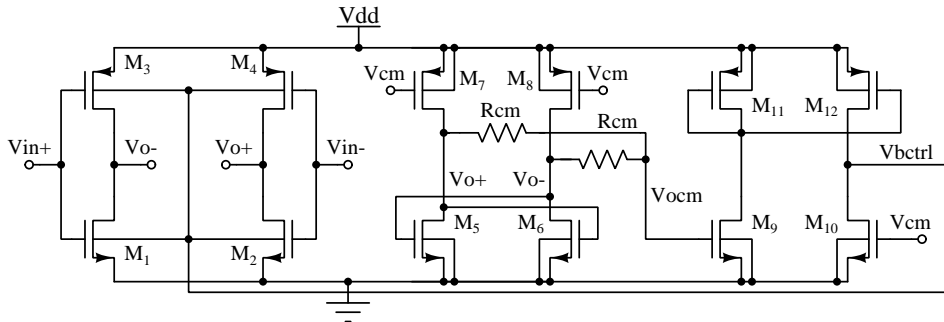 Vdd
M3
M4
Vcm
M7
M8
Vcm
M11
M12
Rcm
Rcm
Vin+
Vo-
Vo+
Vin-
Vbctrl
Vo+
Vo-
Vocm
M1
M2
M5
M6
M9
M10
Vcm